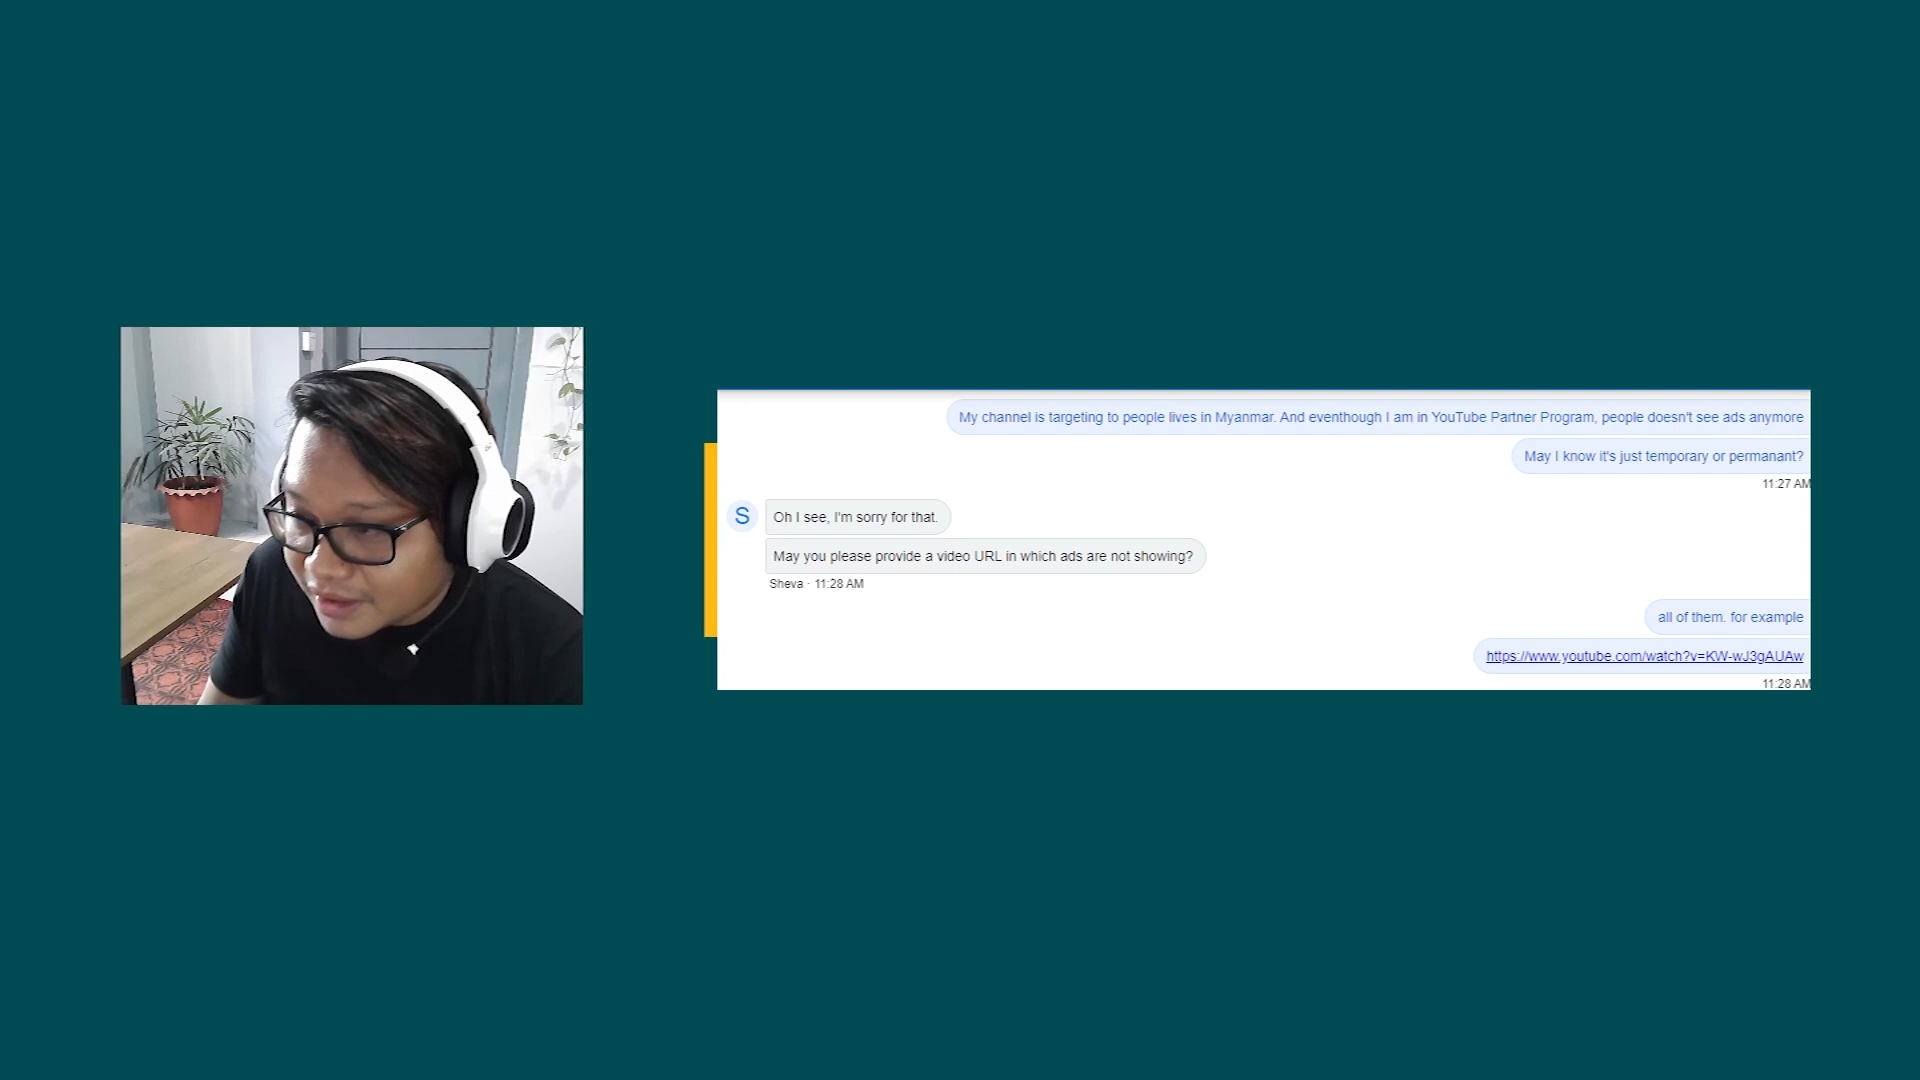 My channel is targeting to people lives in Myanmar. And eventhough I am in YouTube Partner Program, people doesn't see ads anymore
May I know it's just temporary or permanant?
11:27 AM
S
Oh I see, I'm sorry for that.
May you please provide a video URL in which ads are not showing?
Sheva · 11:28 AM
all of them. for example
https://www.youtube.com/watch?v=KW-wJ3gAUAw
11:28 AM